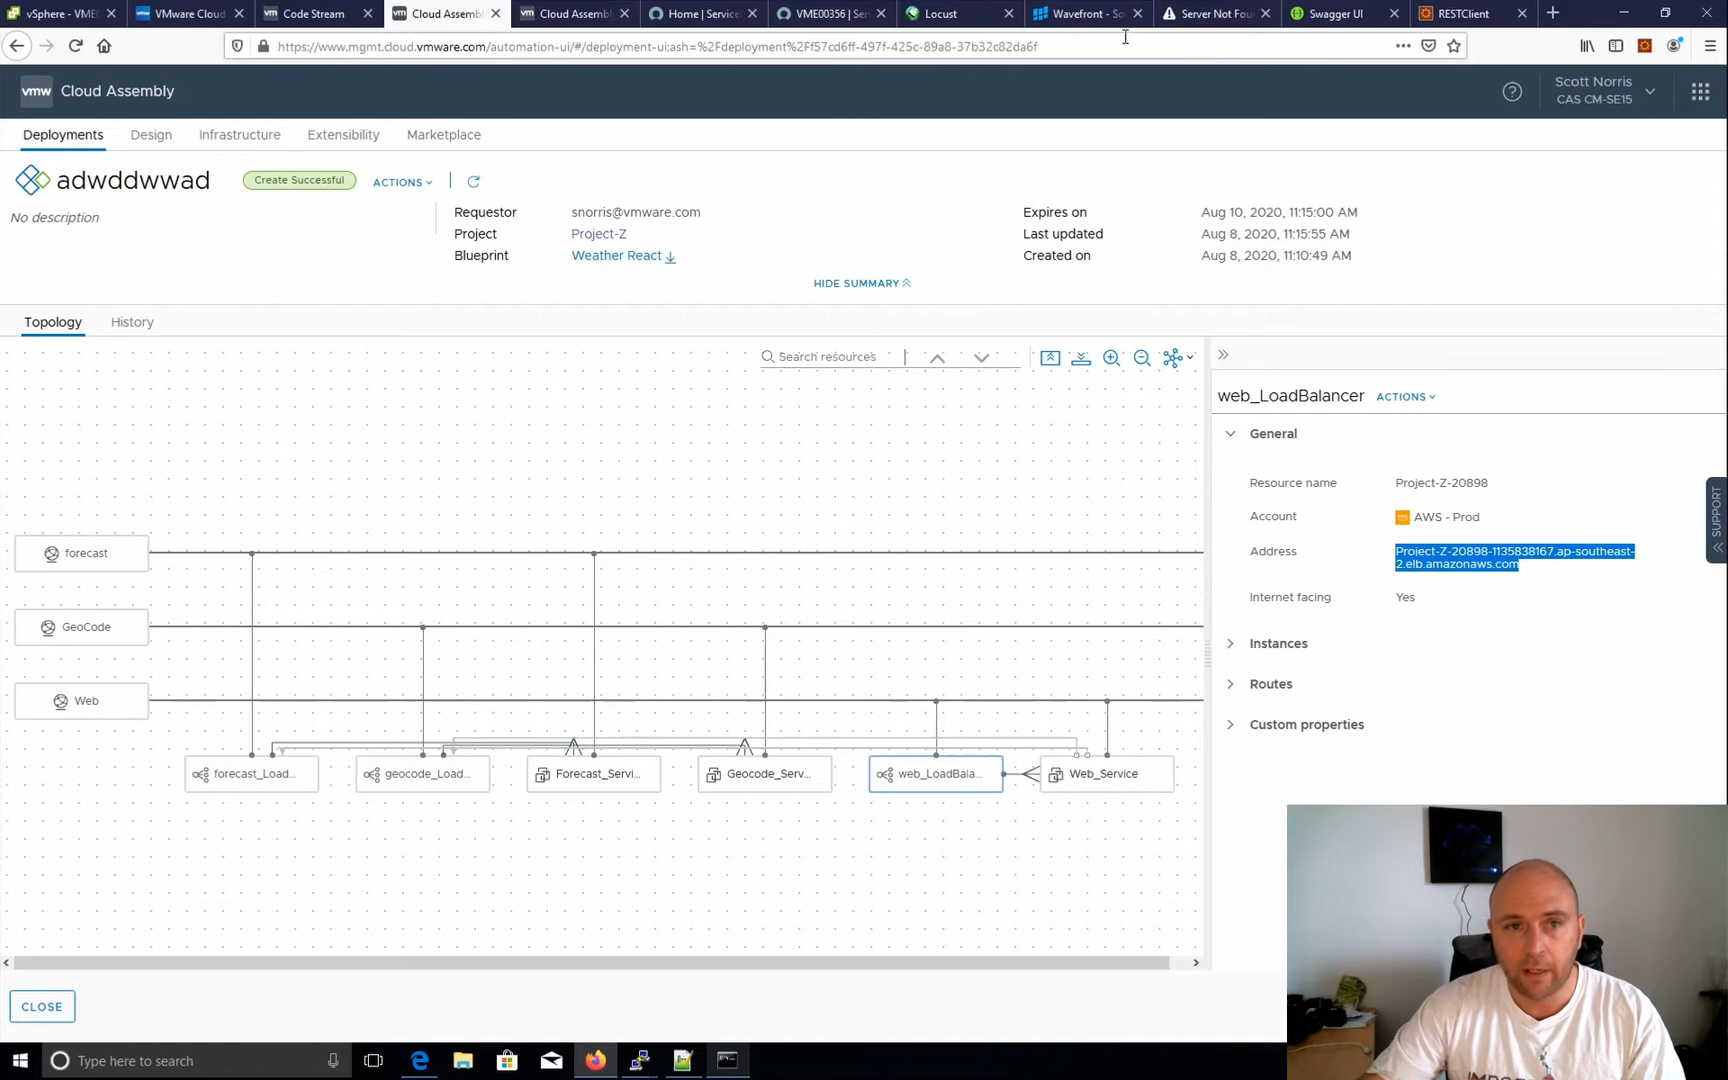 vSphere - VME
VMware Cloud
Code Stream
Cloud Assemb
Cloud Assemb
Home | Service
VME00356 | Ser
Locust
Wavefront - So
Server Not Fou
Swagger UI
RESTClient
https://www.mgmt.cloud.vmware.com/automation-ui/#/deployment-ui;ash=%2Fdeployment%2Ff57cd6ff-497f-425c-89a8-37b32c82da6f
vmw
Cloud Assembly
Scott Norris
CAS CM-SE15
Deployments
Design
Infrastructure
Extensibility
Marketplace
adwddwwad
Create Successful
ACTIONS
No description
Requestor
snorris@vmware.com
Project
Project-Z
Blueprint
Weather React
Expires on
Aug 10, 2020, 11:15:00 AM
Last updated
Aug 8, 2020, 11:15:55 AM
Created on
Aug 8, 2020, 11:10:49 AM
HIDE SUMMARY
Topology
History
Search resources
web_LoadBalancer
ACTIONS
General
Resource name
Project-Z-20898
Account
AWS - Prod
Address
Project-Z-20898-1135838167.ap-southeast-
2.elb.amazonaws.com
Internet facing
Yes
Instances
Routes
Custom properties
SUPPORT
forecast
GeoCode
Web
forecast_Load...
geocode_Load...
Forecast_Servi...
Geocode_Serv...
web_LoadBala...
Web_Service
CLOSE
Type here to search